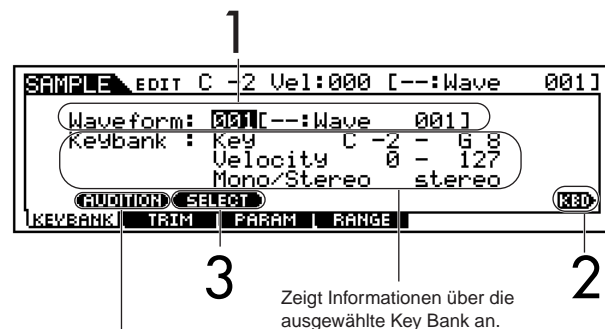 1
SAMPLE EDIT C -2 Vel:000 [--:Wave 001]
Waveform: 001[--:Wave 001]
Keybank : Key C -2 - G 8
Velocity 0 - 127
Mono/Stereo stereo
AUDITION SELECT KBD
KEYBANK TRIM PARAM RANGE
3
2
Zeigt Informationen über die
ausgewählte Key Bank an.